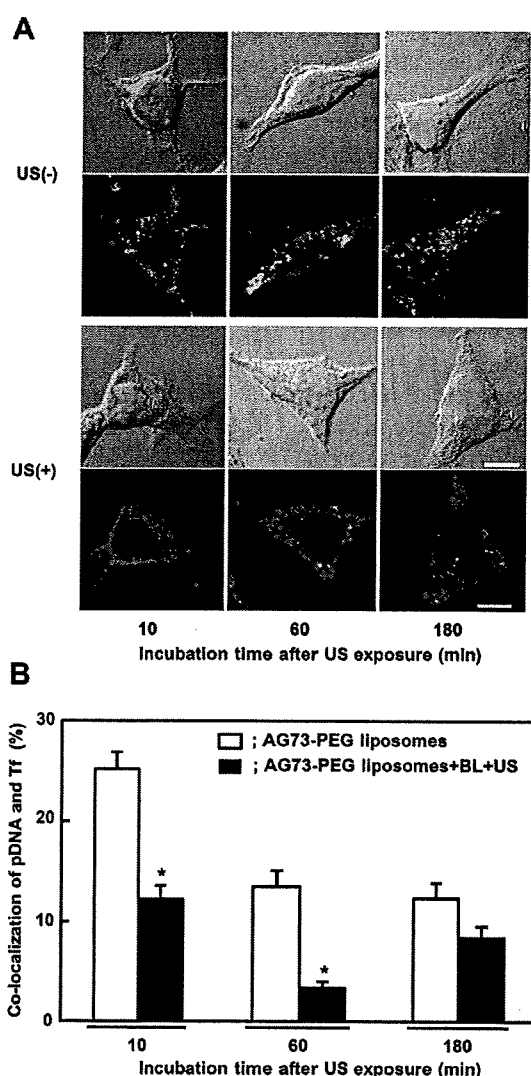 A
US(-)
US(+)
10 60 180
Incubation time after US exposure (min)
B
Co-localization of pDNA and Tf (%)
30
20
10
0
; AG73-PEG liposomes
; AG73-PEG liposomes+BL+US
*
*
10 60 180
Incubation time after US exposure (min)